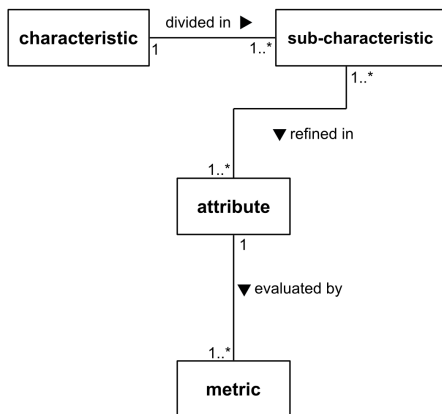 divided in ▶
characteristic
sub-characteristic
1
1..*
1..*
▼ refined in
1..*
attribute
1
▼ evaluated by
1..*
metric